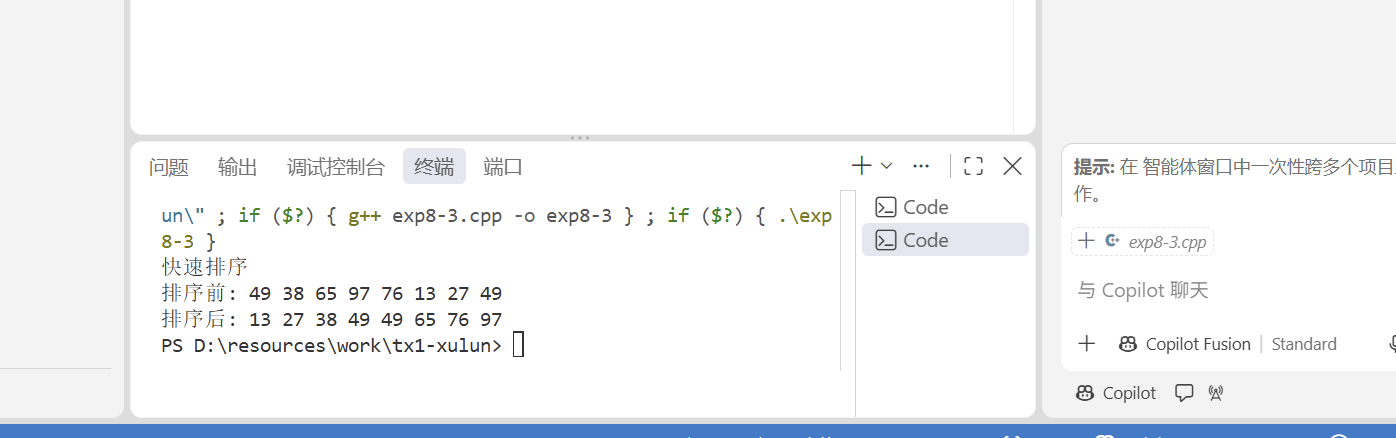 问题 输出 调试控制台 终端 端口
un\" ; if ($?) { g++ exp8-3.cpp -o exp8-3 } ; if ($?) { .\exp
8-3 }
快速排序
排序前: 49 38 65 97 76 13 27 49
排序后: 13 27 38 49 49 65 76 97
PS D:\resources\work\tx1-xulun>
Code
Code
提示: 在 智能体窗口中一次性跨多个项目
作。
exp8-3.cpp
与 Copilot 聊天
Copilot Fusion | Standard
Copilot